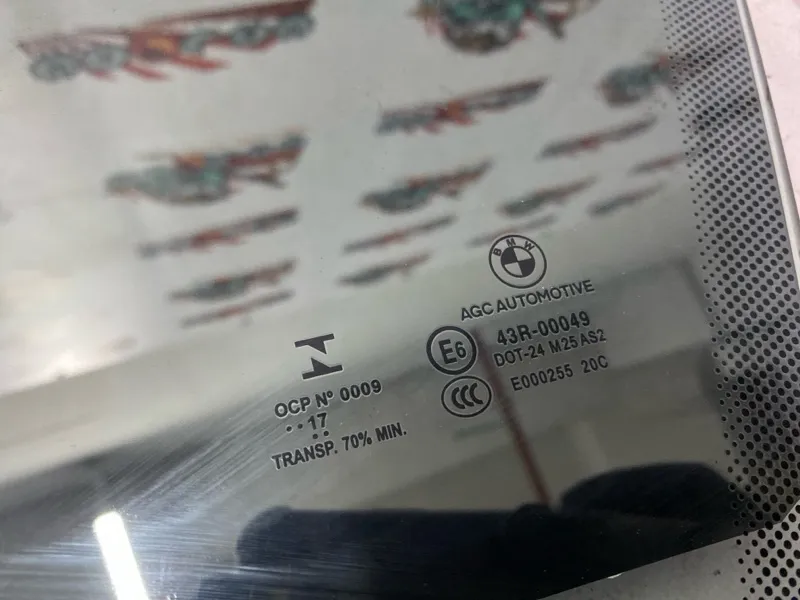 BMW
AGC AUTOMOTIVE
E6
43R-00049
DOT-24 M25 AS2
CCC
E000255 20C
OCP Nº 0009
..17
..
TRANSP. 70% MIN.